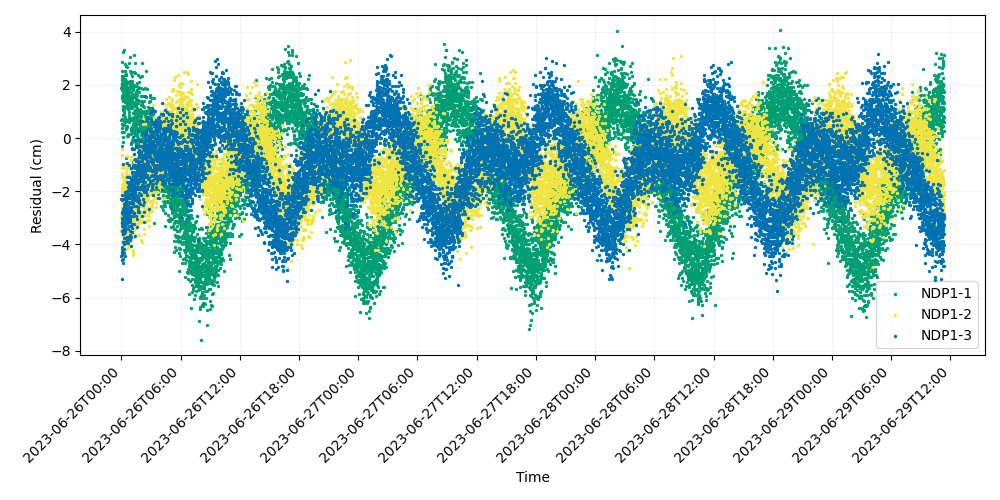 4
2
0
−2
−4
−6
−8
Residual (cm)
NDP1-1
NDP1-2
NDP1-3
2023-06-26T00:00
2023-06-26T06:00
2023-06-26T12:00
2023-06-26T18:00
2023-06-27T00:00
2023-06-27T06:00
2023-06-27T12:00
2023-06-27T18:00
2023-06-28T00:00
2023-06-28T06:00
2023-06-28T12:00
2023-06-28T18:00
2023-06-29T00:00
2023-06-29T06:00
2023-06-29T12:00
Time